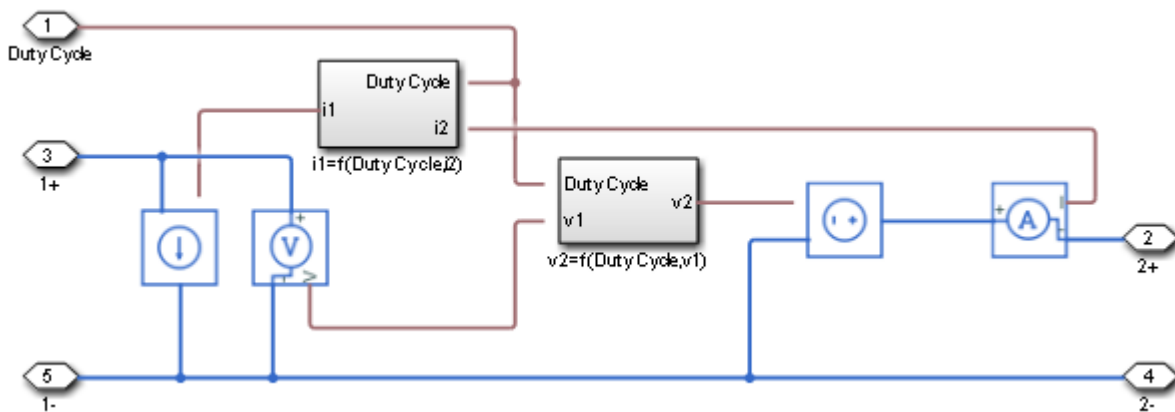 1
Duty Cycle
Duty Cycle
i1
i2
i1=f(Duty Cycle,i2)
3
1+
Duty Cycle
v1
v2
v2=f(Duty Cycle,v1)
+
V
-
V
- +
+
A
I
-
2
2+
5
1-
4
2-